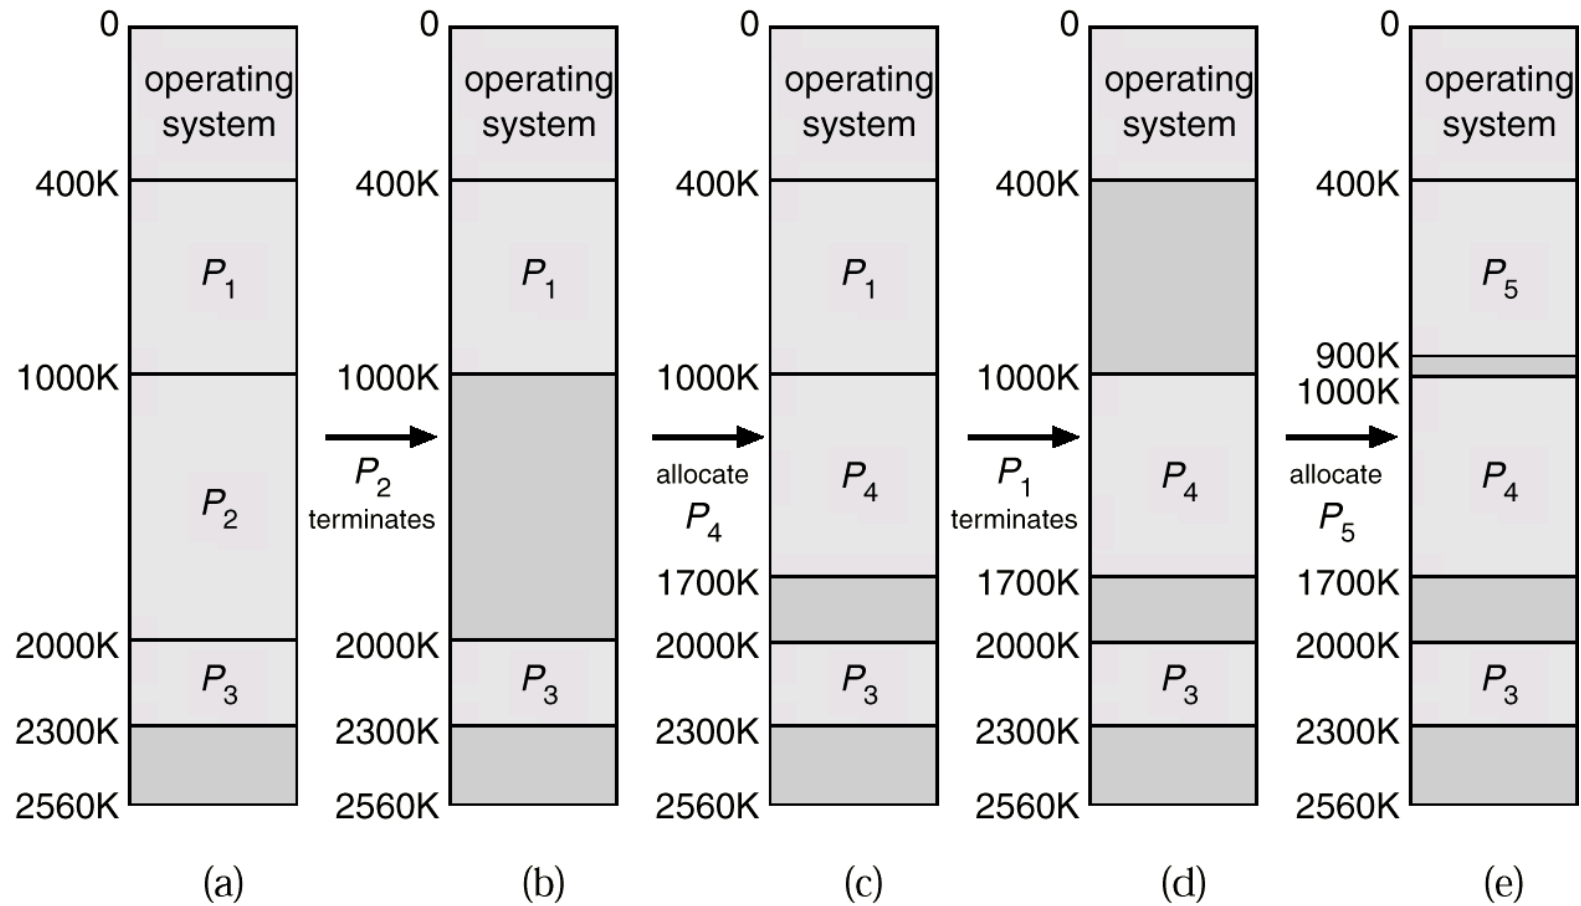 0
operating
system
400K
P1
1000K
P2
2000K
P3
2300K
2560K
(a)
P2
terminates
0
operating
system
400K
P1
1000K
2000K
P3
2300K
2560K
(b)
allocate
P4
0
operating
system
400K
P1
1000K
P4
1700K
2000K
P3
2300K
2560K
(c)
P1
terminates
0
operating
system
400K
1000K
P4
1700K
2000K
P3
2300K
2560K
(d)
allocate
P5
0
operating
system
400K
P5
900K
1000K
P4
1700K
2000K
P3
2300K
2560K
(e)